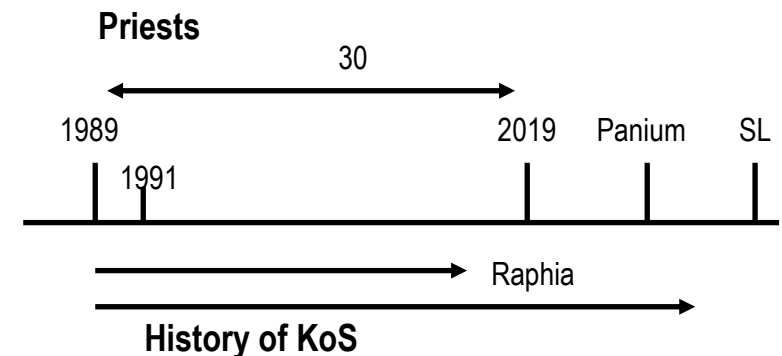 Priests
30
1989 2019 Panium SL
1991
Raphia
History of KoS